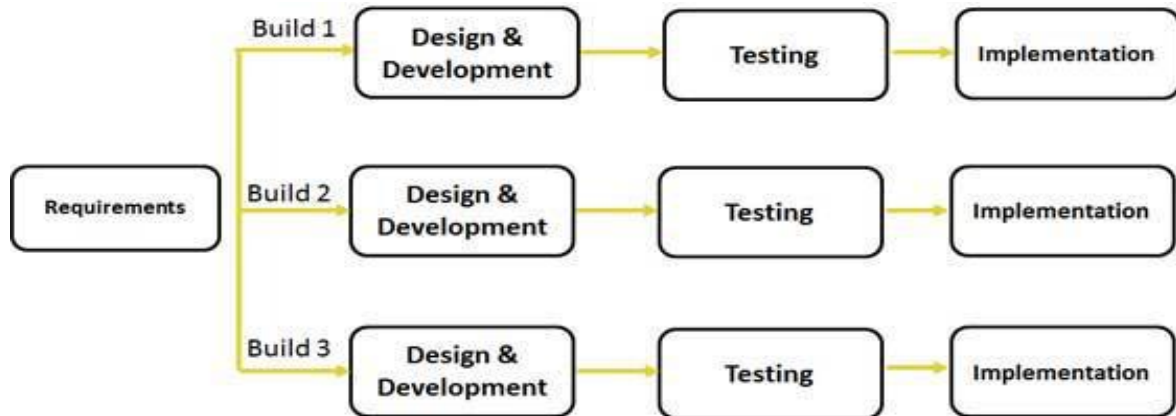 Build 1
Design &
Development
Testing
Implementation
Requirements
Build 2
Design &
Development
Testing
Implementation
Build 3
Design &
Development
Testing
Implementation